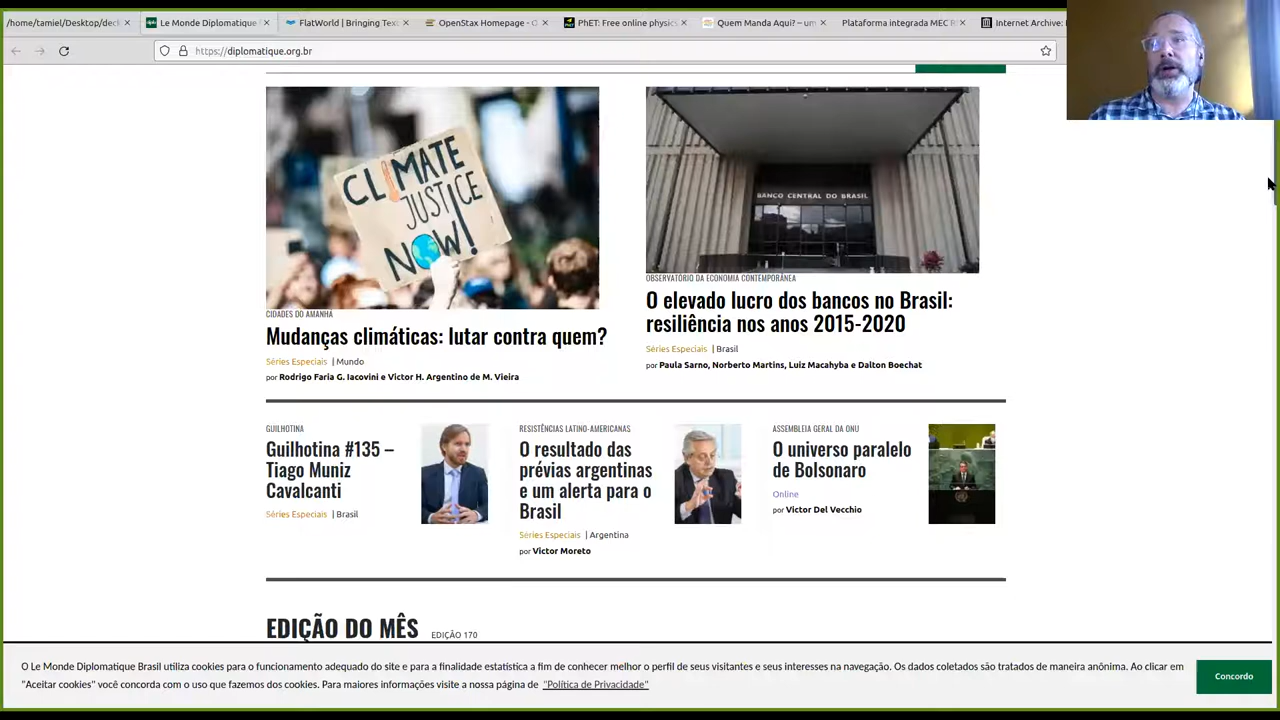 /home/tamiel/Desktop/deck
Le Monde Diplomatique
FlatWorld | Bringing Tex
OpenStax Homepage - O
PhET: Free online physic
Quem Manda Aqui? – um
Plataforma integrada MEC R
Internet Archive:
https://diplomatique.org.br
CLIMATE
JUSTICE
NOW!
BANCO CENTRAL DO BRASIL
CIDADES DO AMANHÃ
Mudanças climáticas: lutar contra quem?
Séries Especiais | Mundo
por Rodrigo Faria G. Iacovini e Victor H. Argentino de M. Vieira
OBSERVATÓRIO DA ECONOMIA CONTEMPORÂNEA
O elevado lucro dos bancos no Brasil:
resiliência nos anos 2015-2020
Séries Especiais | Brasil
por Paula Sarno, Norberto Martins, Luiz Macahyba e Dalton Boechat
GUILHOTINA
Guilhotina #135 –
Tiago Muniz
Cavalcanti
Séries Especiais | Brasil
RESISTÊNCIAS LATINO-AMERICANAS
O resultado das
prévias argentinas
e um alerta para o
Brasil
Séries Especiais | Argentina
por Victor Moreto
ASSEMBLEIA GERAL DA ONU
O universo paralelo
de Bolsonaro
Online
por Victor Del Vecchio
EDIÇÃO DO MÊS EDIÇÃO 170
O Le Monde Diplomatique Brasil utiliza cookies para o funcionamento adequado do site e para a finalidade estatística a fim de conhecer melhor o perfil de seus visitantes e seus interesses na navegação. Os dados coletados são tratados de maneira anônima. Ao clicar em
"Aceitar cookies" você concorda com o uso que fazemos dos cookies. Para maiores informações visite a nossa página de "Política de Privacidade"
Concordo